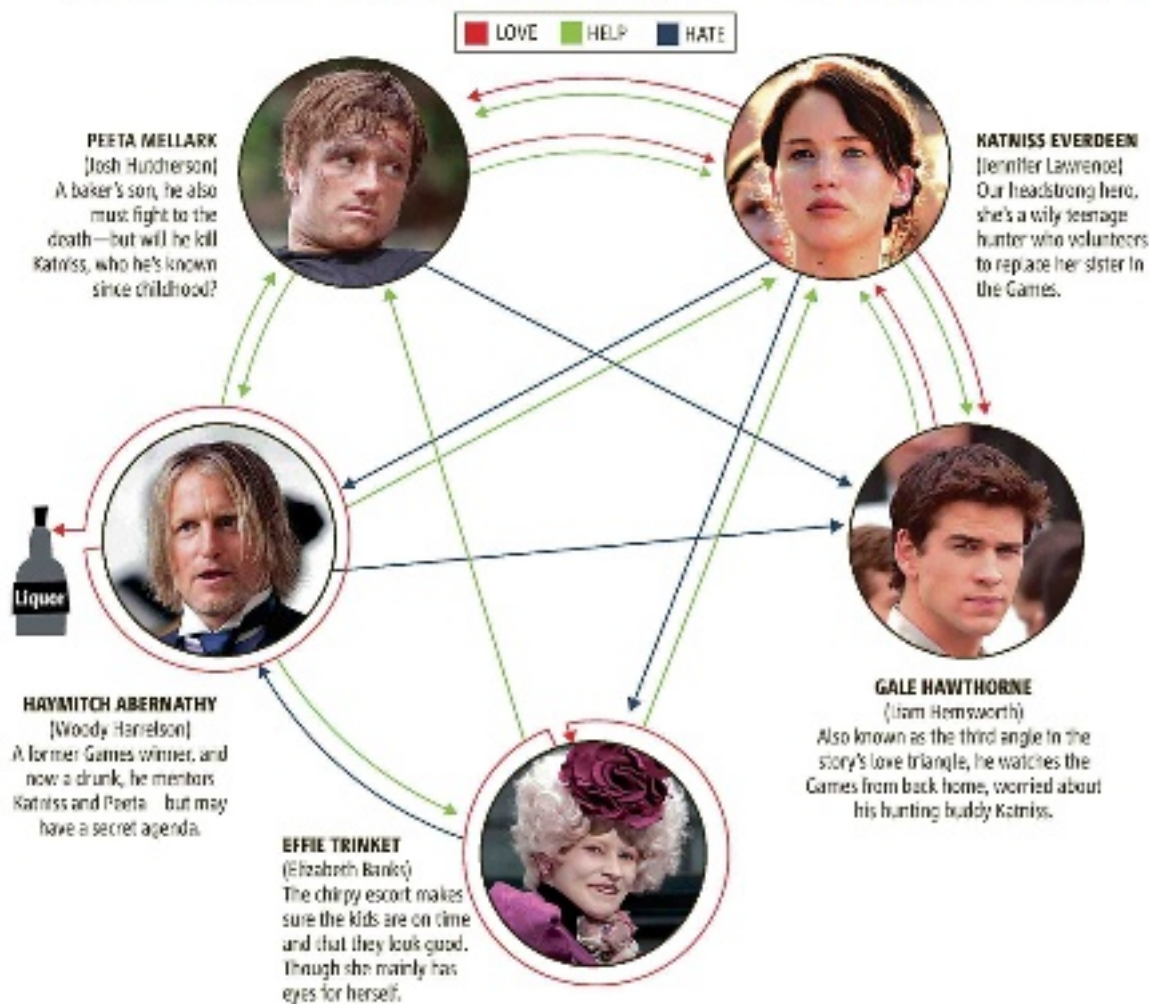 LOVE HELP HATE
PEETA MELLARK
(Josh Hutcherson)
A baker's son, he also
must fight to the
death—but will he kill
Katniss, who he's known
since childhood?
KATNISS EVERDEEN
(Jennifer Lawrence)
Our headstrong hero,
she's a wily teenage
hunter who volunteers
to replace her sister in
the Games.
Liquor
HAYMITCH ABERNATHY
(Woody Harrelson)
A former Games winner, and
now a drunk, he mentors
Katniss and Peeta but may
have a secret agenda.
GALE HAWTHORNE
(Liam Hemsworth)
Also known as the third angle in the
story's love triangle, he watches the
Games from back home, worried about
his hunting buddy Katniss.
EFFIE TRINKET
(Elizabeth Banks)
The chirpy escort makes
sure the kids are on time
and that they look good.
Though she mainly has
eyes for herself.